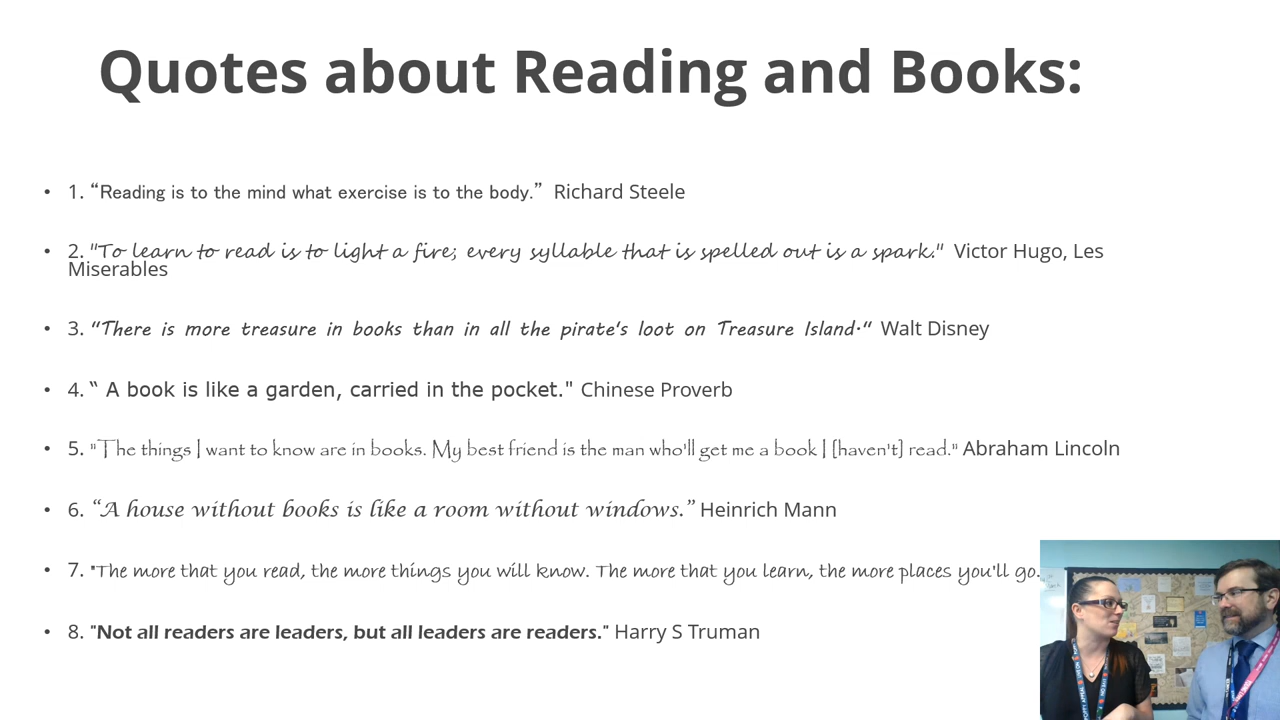 Quotes about Reading and Books:
• 1. “Reading is to the mind what exercise is to the body.” Richard Steele
• 2. "To learn to read is to light a fire; every syllable that is spelled out is a spark." Victor Hugo, Les
Miserables
• 3. “There is more treasure in books than in all the pirate's loot on Treasure Island.“ Walt Disney
• 4. “ A book is like a garden, carried in the pocket." Chinese Proverb
• 5. "The things I want to know are in books. My best friend is the man who'll get me a book I [haven't] read." Abraham Lincoln
• 6. “A house without books is like a room without windows.” Heinrich Mann
• 7. "The more that you read, the more things you will know. The more that you learn, the more places you'll go.
• 8. "Not all readers are leaders, but all leaders are readers." Harry S Truman